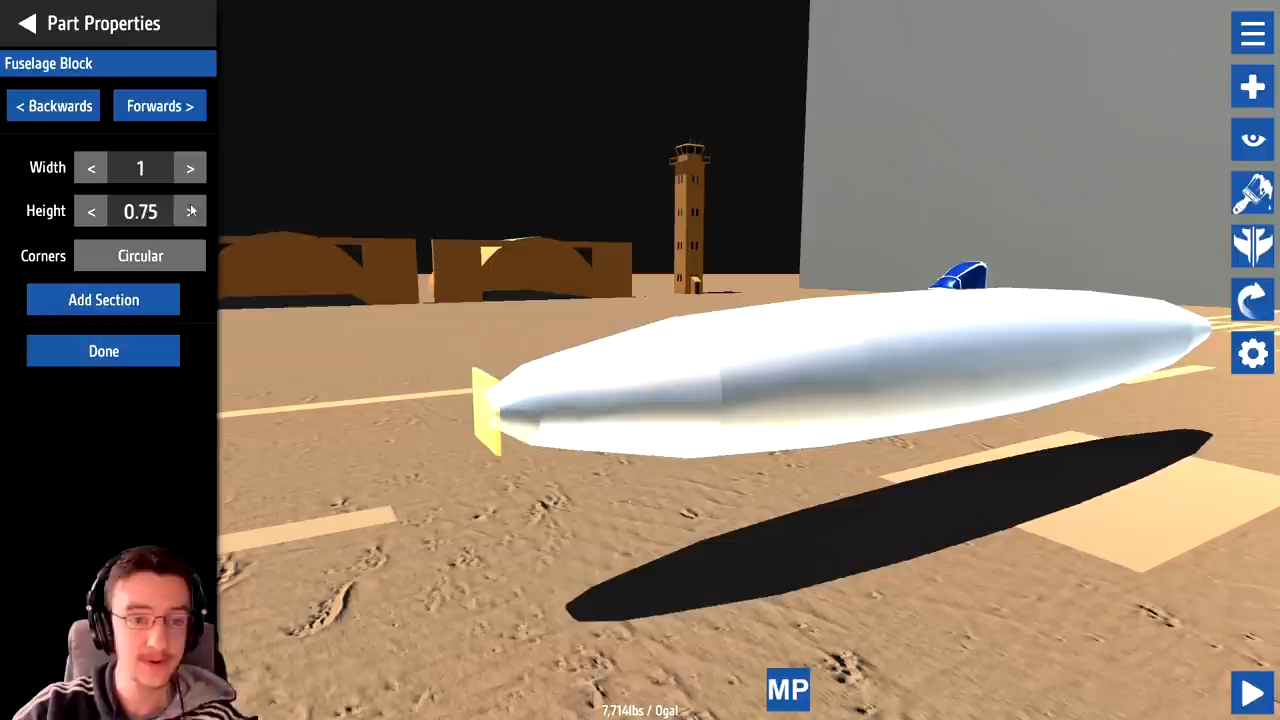 Part Properties
Fuselage Block
< Backwards
Forwards >
Width
<
1
>
Height
<
0.75
>
Corners
Circular
Add Section
Done
MP
7,714lbs / 0gal